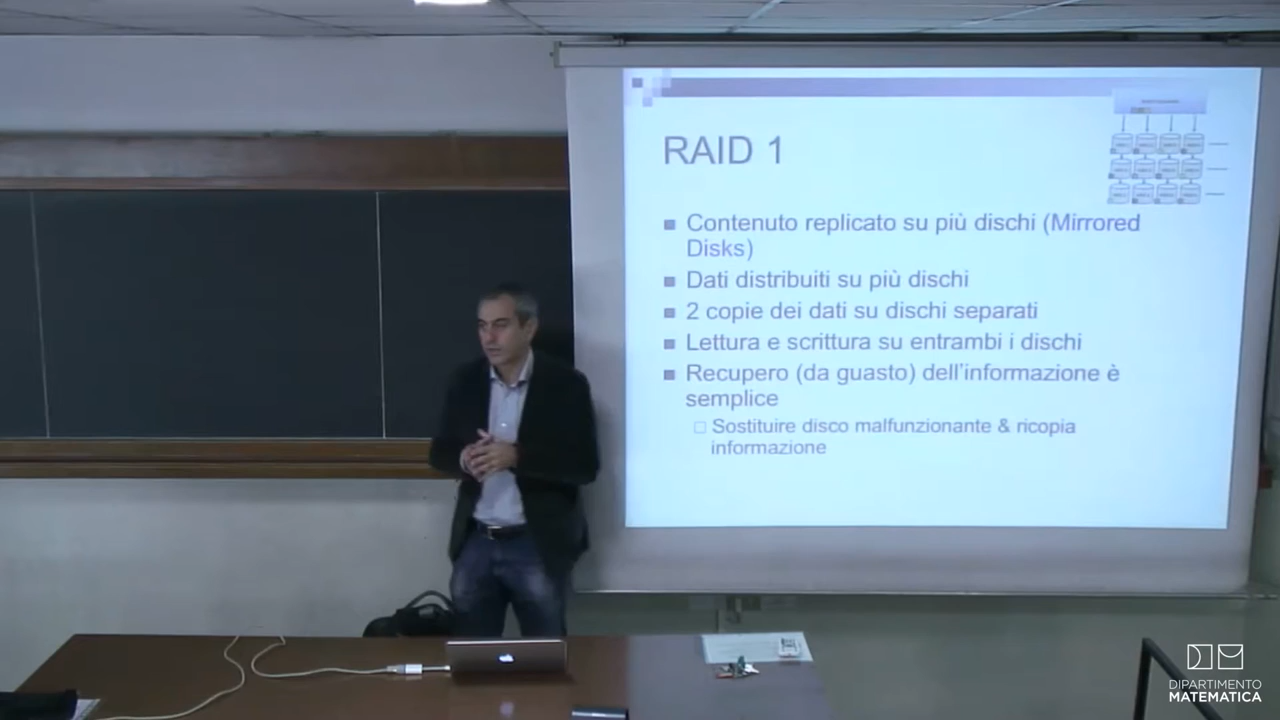 RAID 1
Contenuto replicato su più dischi (Mirrored
Disks)
Dati distribuiti su più dischi
2 copie dei dati su dischi separati
Lettura e scrittura su entrambi i dischi
Recupero (da guasto) dell'informazione è
semplice
Sostituire disco malfunzionante & ricopia
informazione
DIPARTIMENTO
MATEMATICA